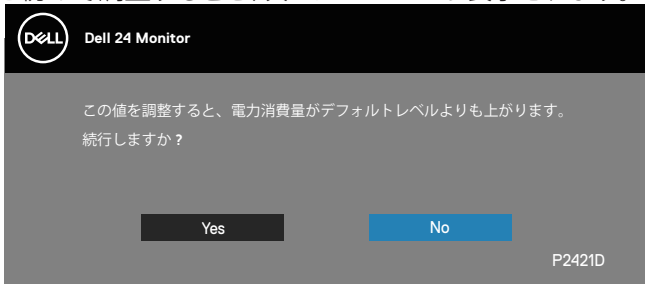 DELL
Dell 24 Monitor
この値を調整すると、電力消費量がデフォルトレベルよりも上がります。
続行しますか ?
Yes No
P2421D